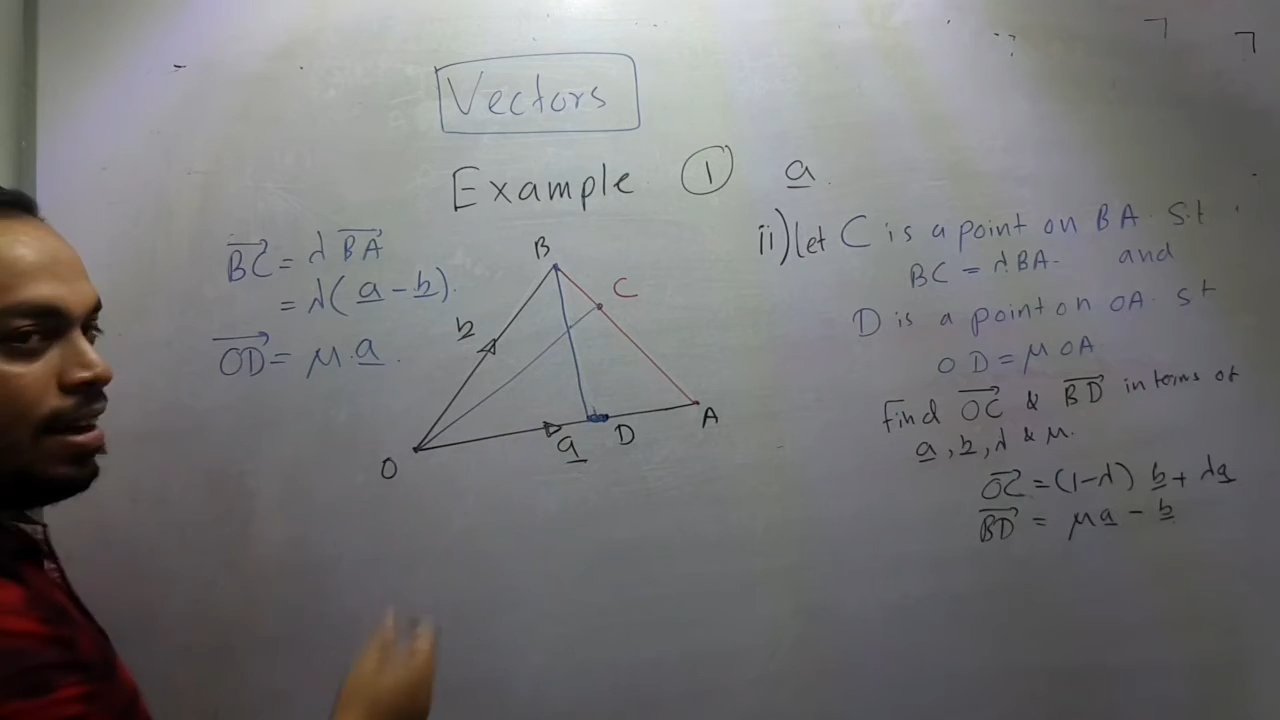 Vectors
Example ① a
BC = λ BA
= λ(a - b).
OD = μ.a.
B
C
b
O
a
D
A
ii) let C is a point on BA. S.t
BC = λBA. and
D is a point on OA. st
OD = μ OA
Find OC & BD in terms of
a, b, λ & μ.
OC = (1-λ) b + λa
BD = μa - b